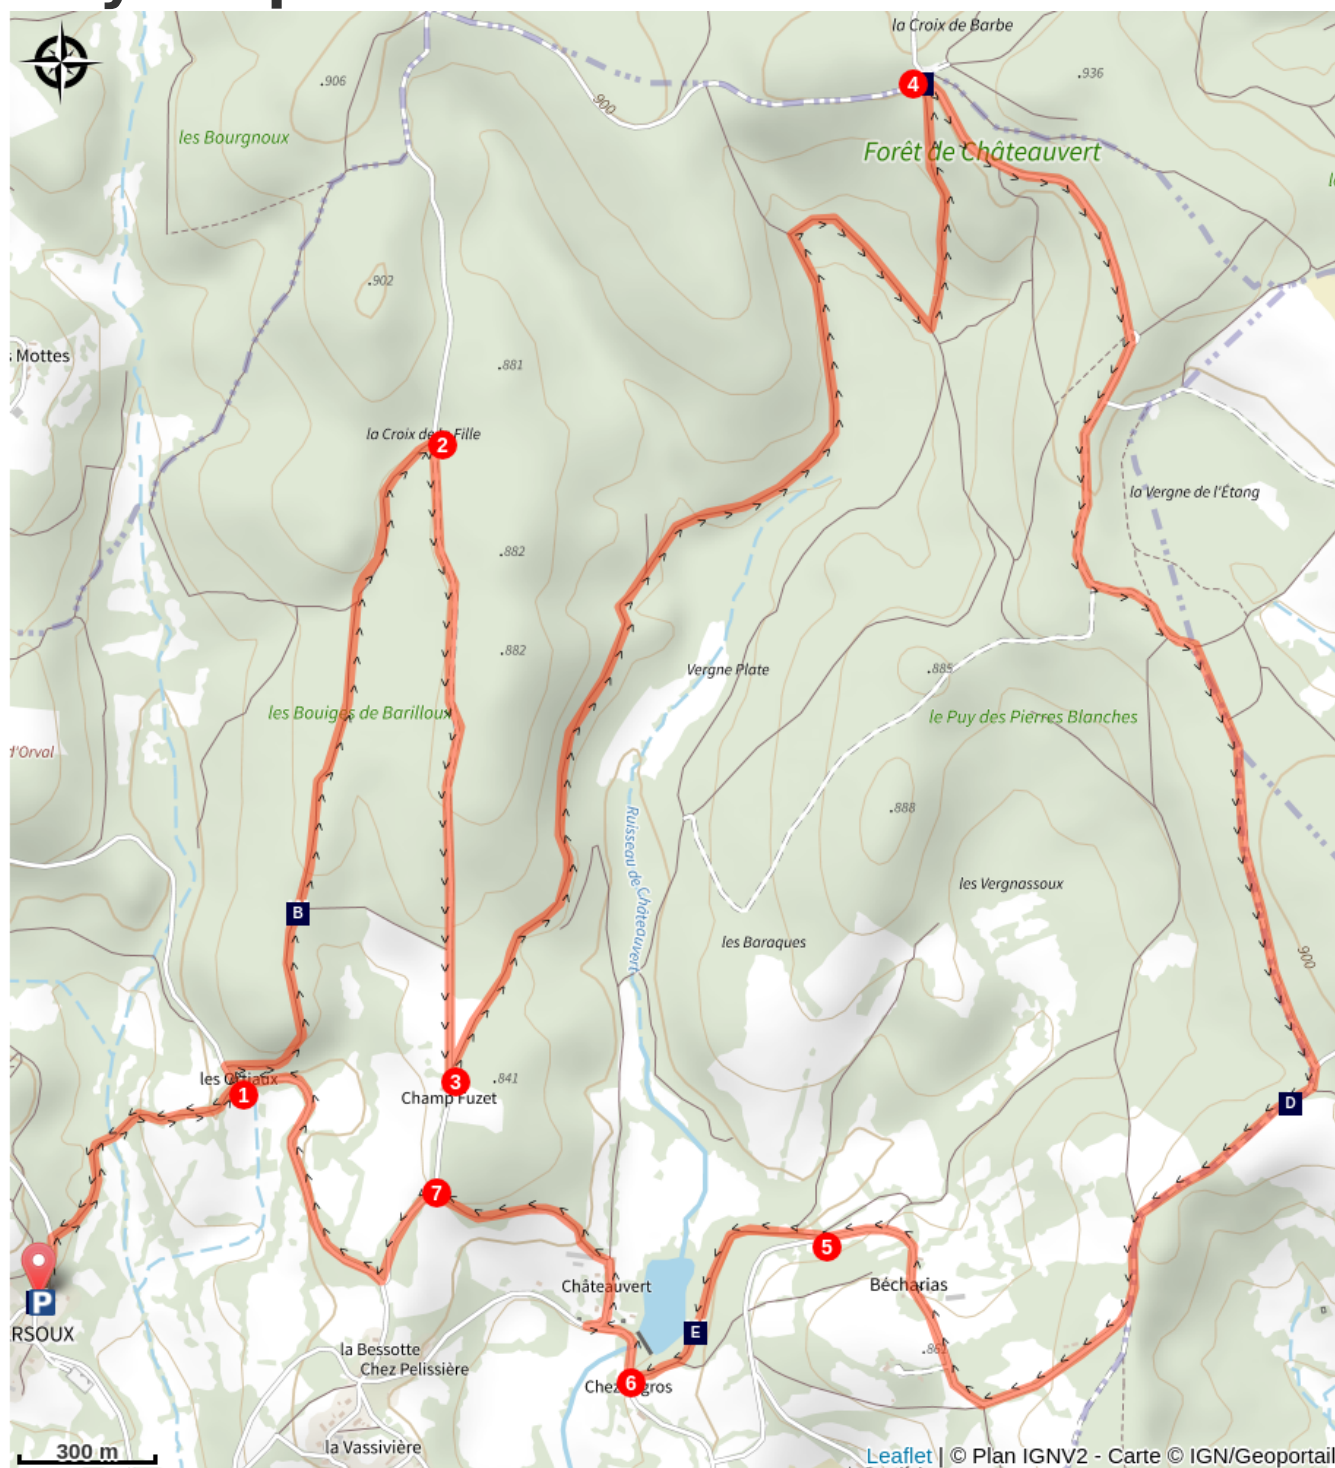 la Croix de Barbe
4
.906
.936
900
les Bourgnoux
Forêt de Châteauvert
.902
Mottes
.881
la Croix de la Fille
2
la Vergne de l'Étang
.882
.882
Vergne Plate
.885
les Bouiges de Barilloux
le Puy des Pierres Blanches
d'Orval
.888
Ruisseau de Châteauvert
les Vergnassoux
B
les Baraques
900
les
1
3
.841
Champ Fuzet
D
7
5
Châteauvert
Bécharias
P
RSOUX
E
la Bessotte
.861
Chez Pelissière
6
la Vassivière
300 m
Leaflet | © Plan IGNV2 - Carte © IGN/Geoportail